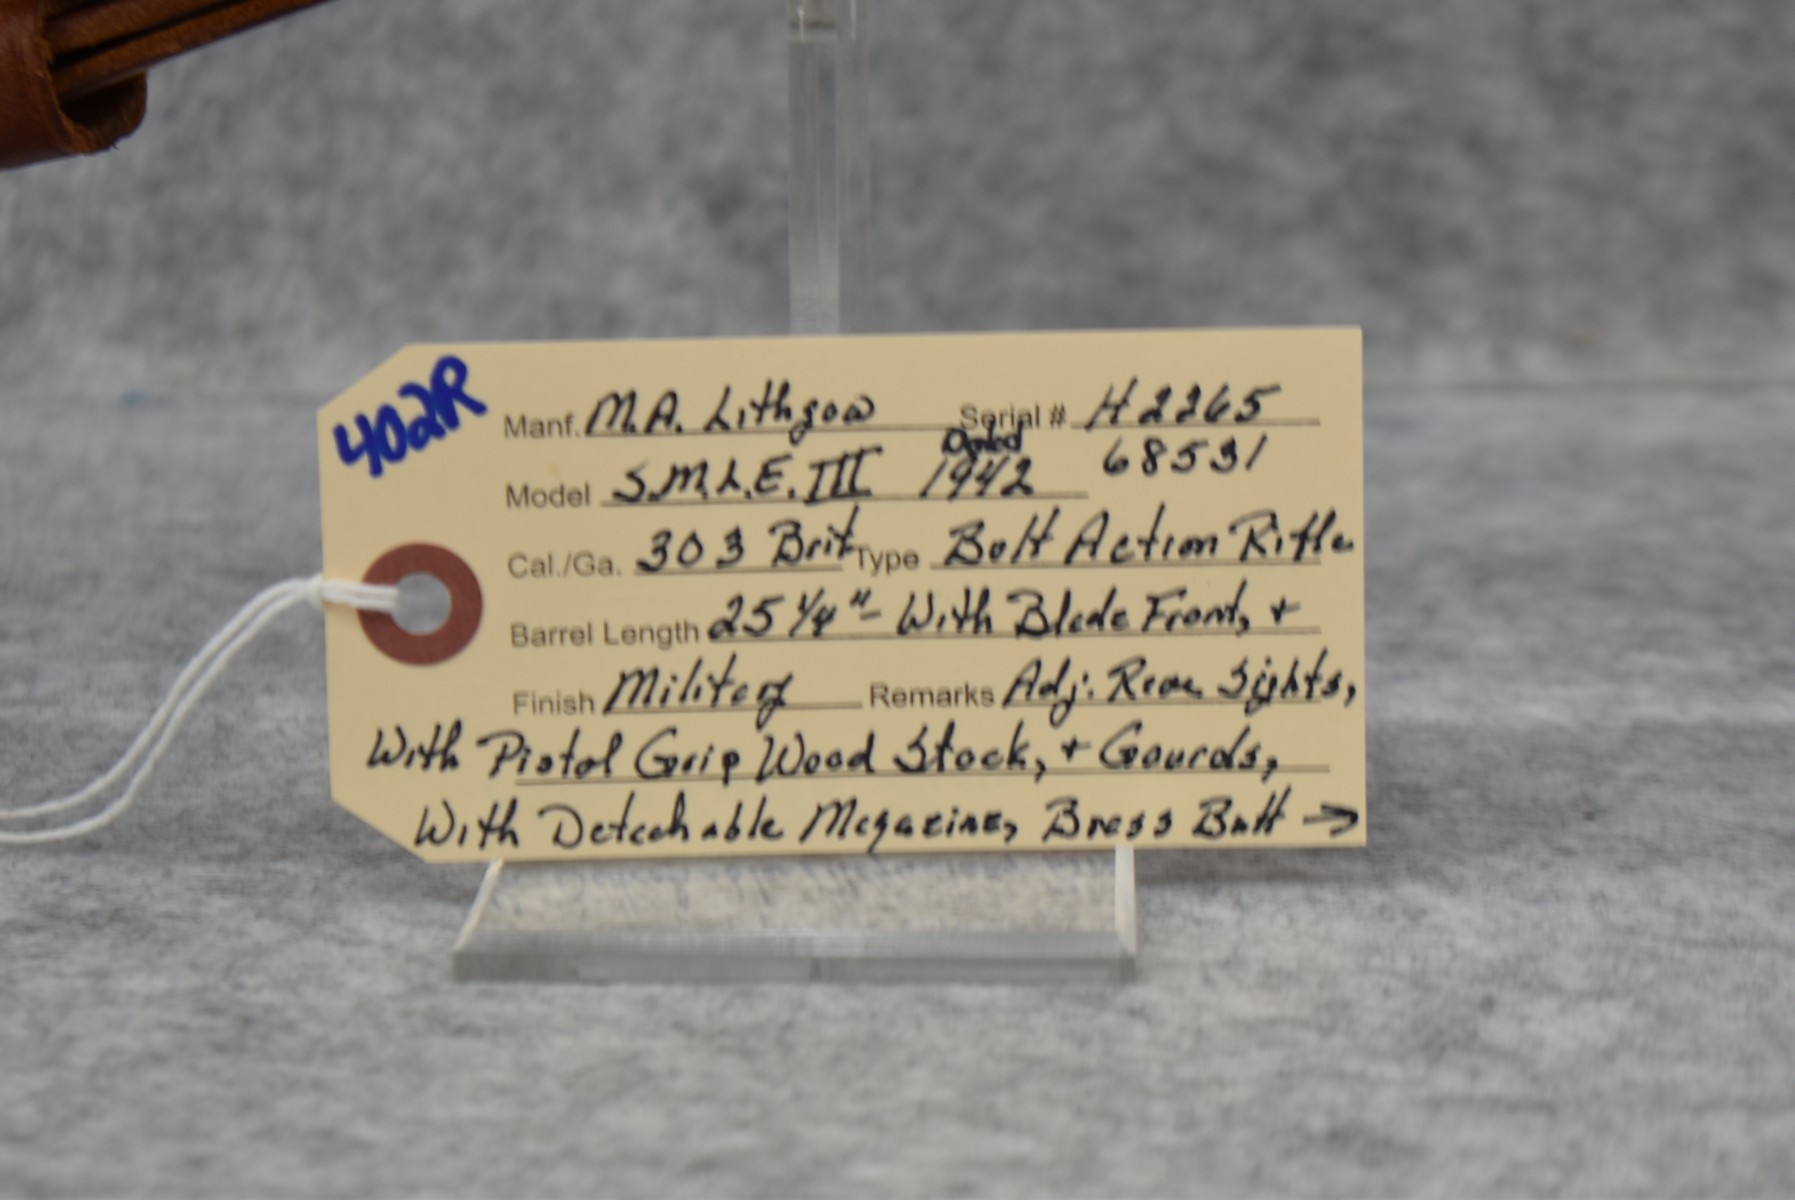 402R
Manf. M.A. Lithgow Serial # H2265
Model S.M.L.E. III Dated 1942 68531
Cal./Ga. 303 Brit Type Bolt Action Rifle
Barrel Length 25 1/4" - With Blade Front, +
Finish Military Remarks Adj. Rear Sights,
With Pistol Grip Wood Stock, + Gourds,
With Detachable Magazine, Brass Butt →